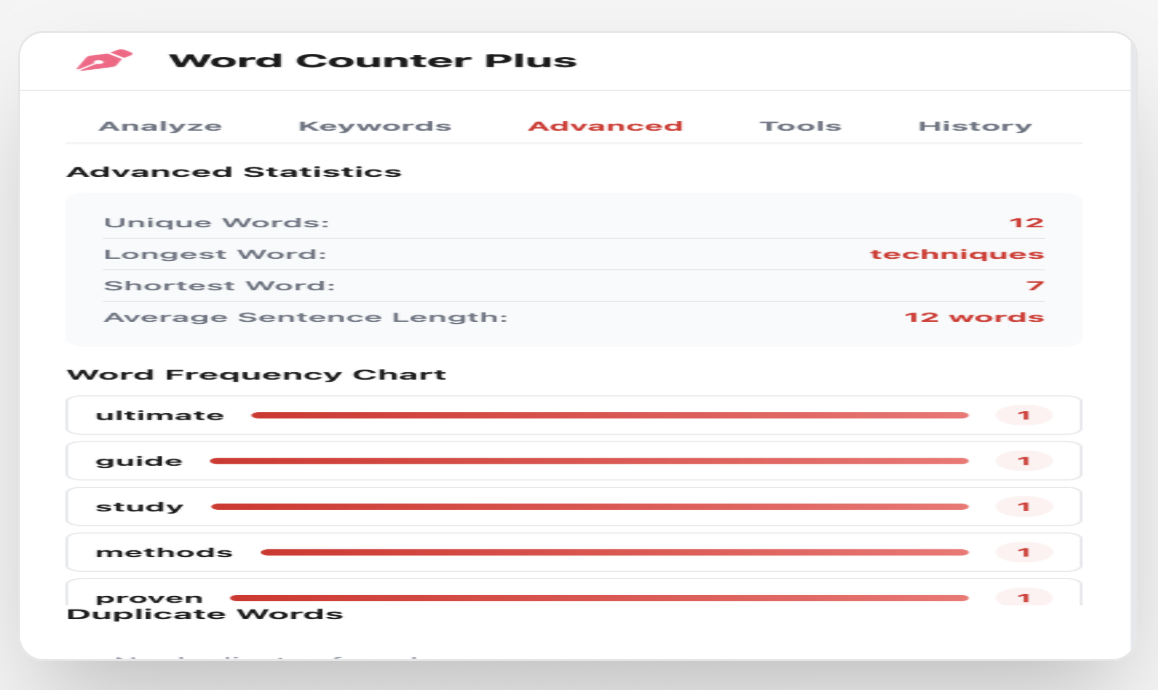 Word Counter Plus
Analyze Keywords Advanced Tools History
Advanced Statistics
Unique Words: 12
Longest Word: techniques
Shortest Word: 7
Average Sentence Length: 12 words
Word Frequency Chart
ultimate 1
guide 1
study 1
methods 1
proven 1
Duplicate Words